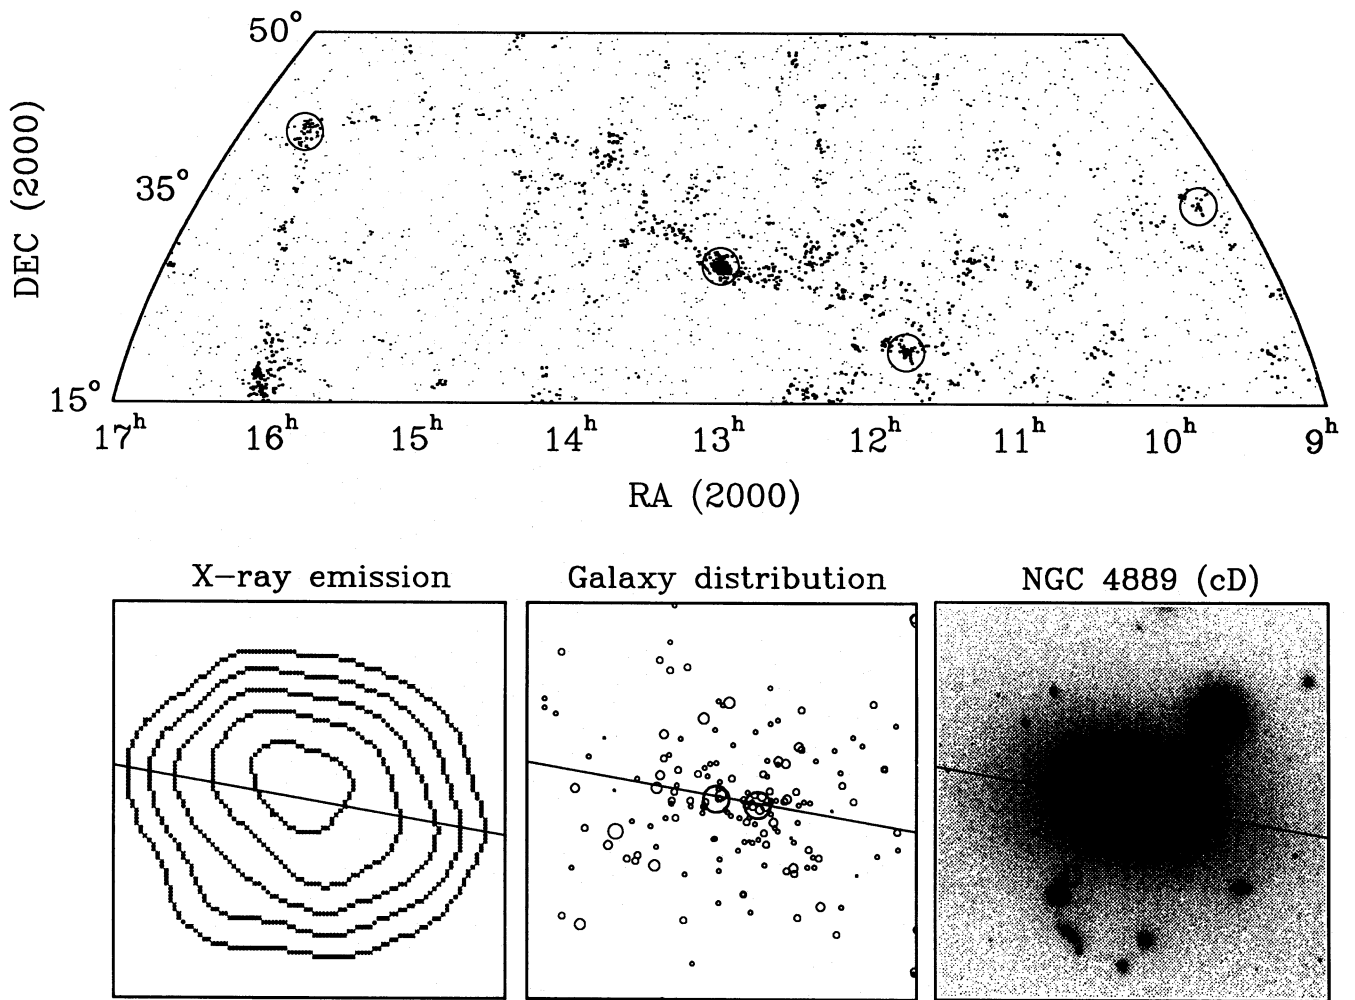 50°
35°
15°
DEC (2000)
17h 16h 15h 14h 13h 12h 11h 10h 9h
RA (2000)
X-ray emission
Galaxy distribution
NGC 4889 (cD)